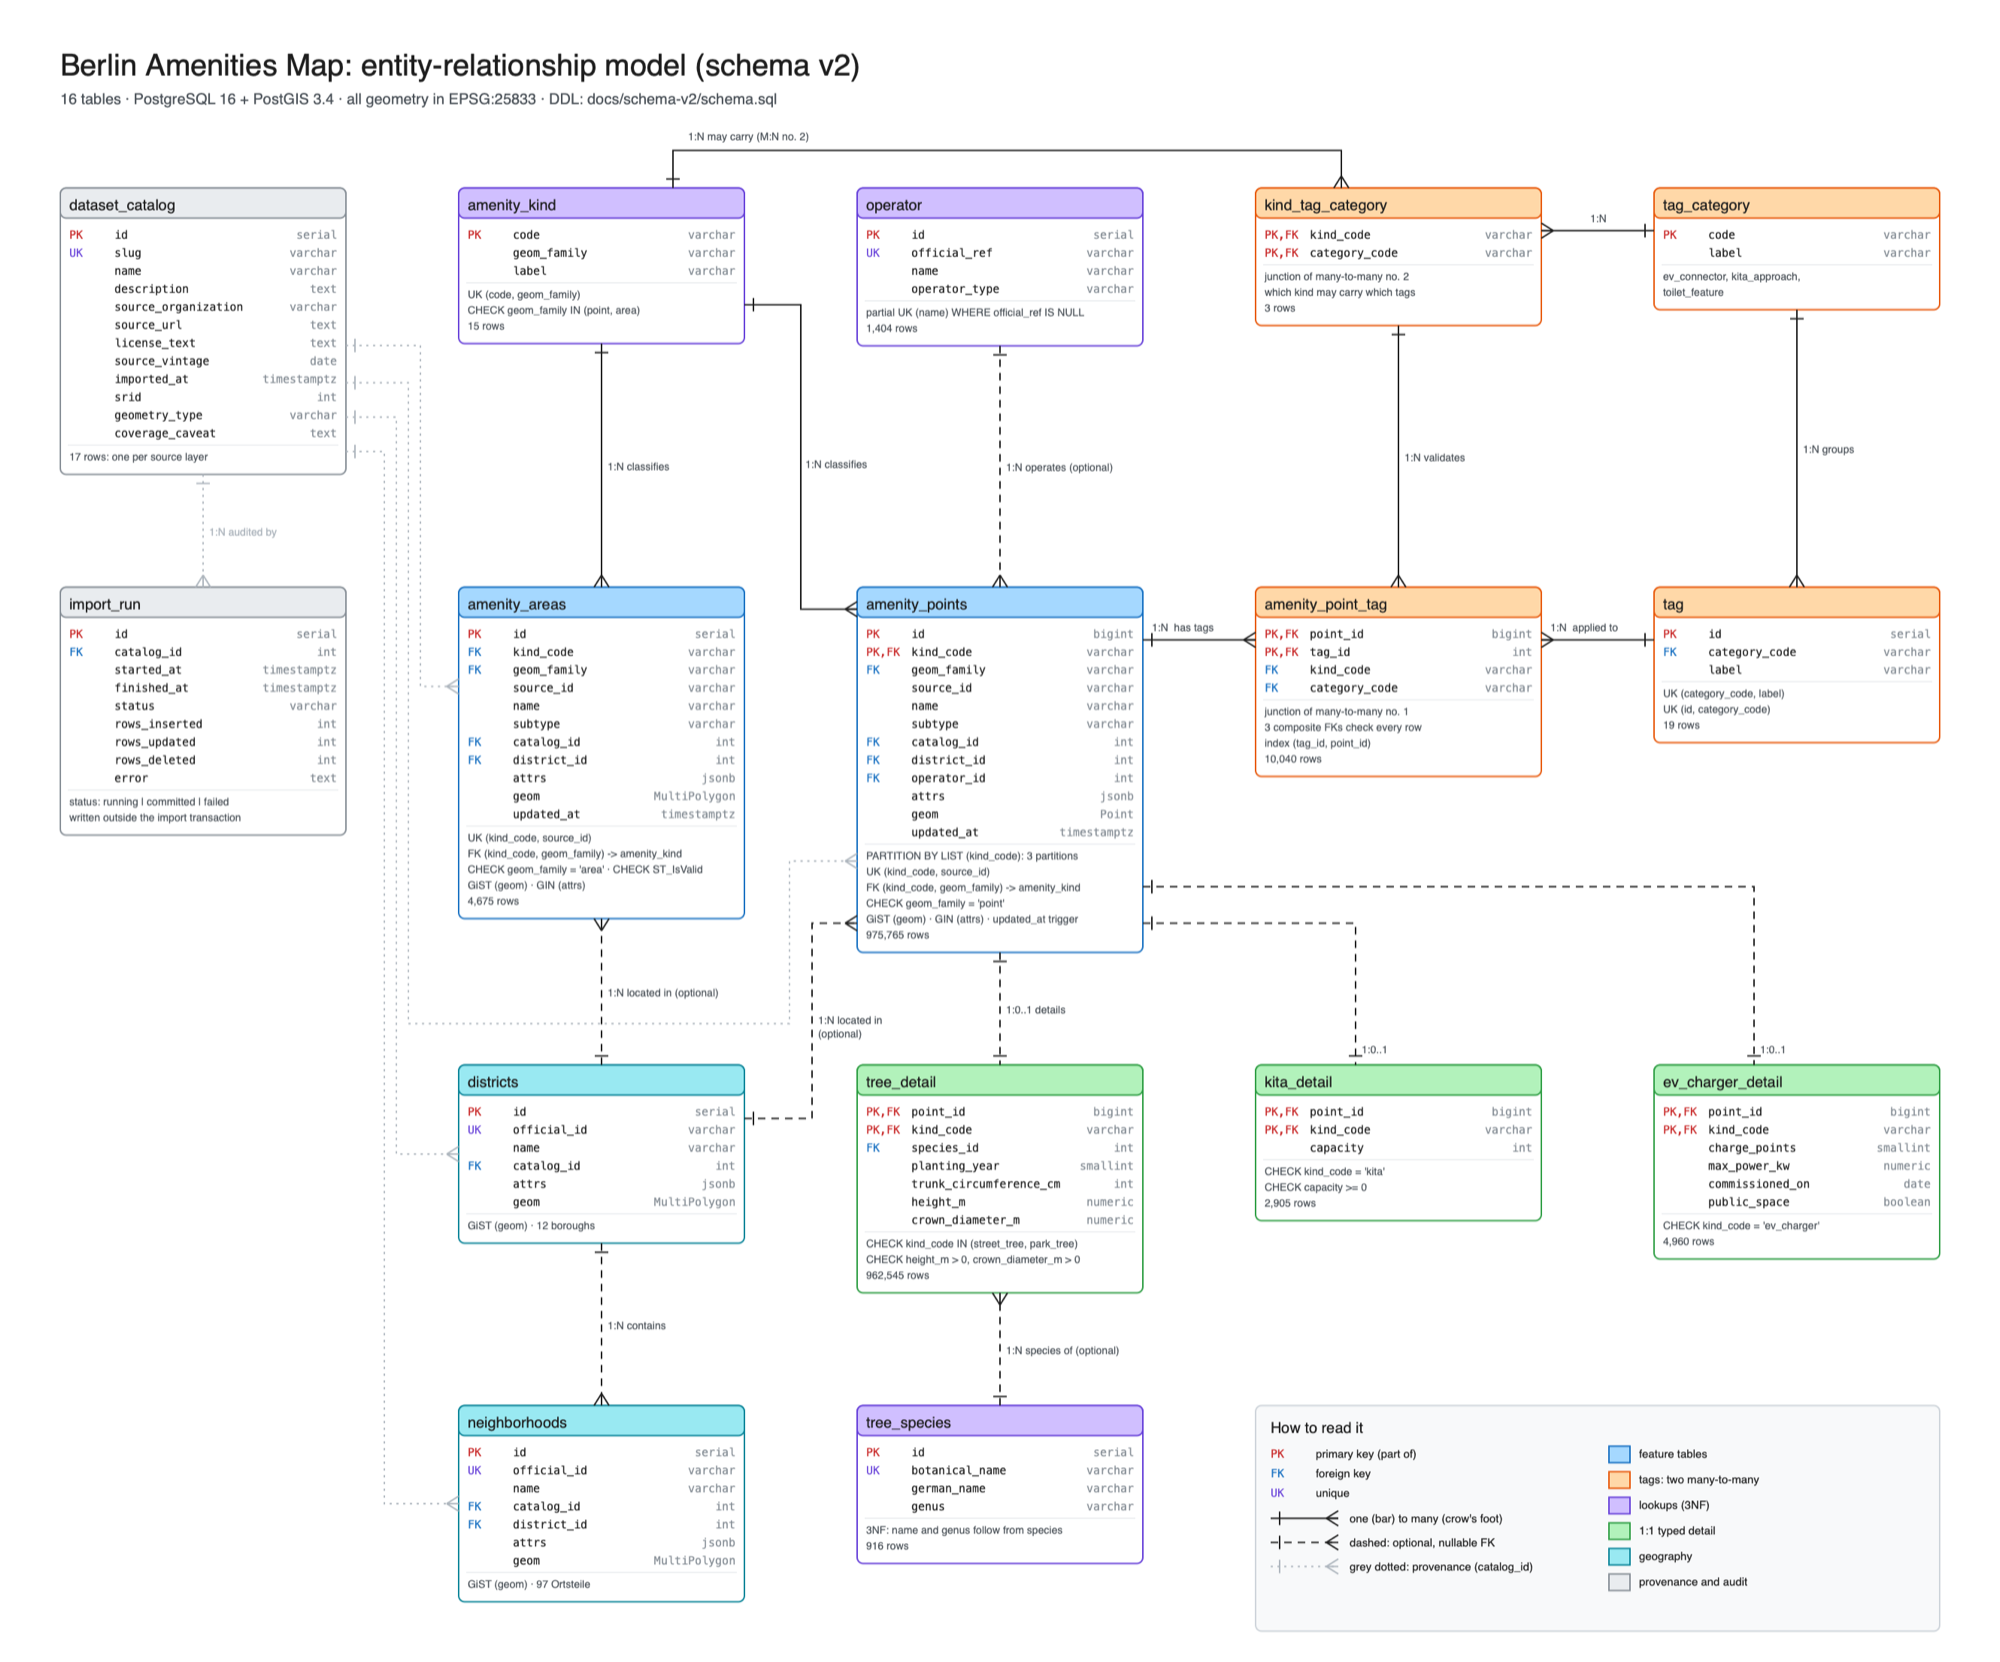 Berlin Amenities Map: entity-relationship model (schema v2)
16 tables · PostgreSQL 16 + PostGIS 3.4 · all geometry in EPSG:25833 · DDL: docs/schema-v2/schema.sql
1:N may carry (M:N no. 2)
dataset_catalog
PK id serial
UK slug varchar
name varchar
description text
source_organization varchar
source_url text
license_text text
source_vintage date
imported_at timestamptz
srid int
geometry_type varchar
coverage_caveat text
17 rows: one per source layer
amenity_kind
PK code varchar
geom_family varchar
label varchar
UK (code, geom_family)
CHECK geom_family IN (point, area)
15 rows
operator
PK id serial
UK official_ref varchar
name varchar
operator_type varchar
partial UK (name) WHERE official_ref IS NULL
1,404 rows
kind_tag_category
PK,FK kind_code varchar
PK,FK category_code varchar
junction of many-to-many no. 2
which kind may carry which tags
3 rows
1:N
tag_category
PK code varchar
label varchar
ev_connector, kita_approach,
toilet_feature
1:N audited by
1:N classifies
1:N classifies
1:N operates (optional)
1:N validates
1:N groups
import_run
PK id serial
FK catalog_id int
started_at timestamptz
finished_at timestamptz
status varchar
rows_inserted int
rows_updated int
rows_deleted int
error text
status: running | committed | failed
written outside the import transaction
amenity_areas
PK id serial
FK kind_code varchar
FK geom_family varchar
source_id varchar
name varchar
subtype varchar
FK catalog_id int
FK district_id int
attrs jsonb
geom MultiPolygon
updated_at timestamptz
UK (kind_code, source_id)
FK (kind_code, geom_family) -> amenity_kind
CHECK geom_family = 'area' · CHECK ST_IsValid
GiST (geom) · GIN (attrs)
4,675 rows
amenity_points
PK id bigint
PK,FK kind_code varchar
FK geom_family varchar
source_id varchar
name varchar
subtype varchar
FK catalog_id int
FK district_id int
FK operator_id int
attrs jsonb
geom Point
updated_at timestamptz
PARTITION BY LIST (kind_code): 3 partitions
UK (kind_code, source_id)
FK (kind_code, geom_family) -> amenity_kind
CHECK geom_family = 'point'
GiST (geom) · GIN (attrs) · updated_at trigger
975,765 rows
1:N has tags
amenity_point_tag
PK,FK point_id bigint
PK,FK tag_id int
FK kind_code varchar
FK category_code varchar
junction of many-to-many no. 1
3 composite FKs check every row
index (tag_id, point_id)
10,040 rows
1:N applied to
tag
PK id serial
FK category_code varchar
label varchar
UK (category_code, label)
UK (id, category_code)
19 rows
1:N located in (optional)
1:N located in
(optional)
1:0..1 details
1:0..1
1:0..1
districts
PK id serial
UK official_id varchar
name varchar
FK catalog_id int
attrs jsonb
geom MultiPolygon
GiST (geom) · 12 boroughs
tree_detail
PK,FK point_id bigint
PK,FK kind_code varchar
FK species_id int
planting_year smallint
trunk_circumference_cm int
height_m numeric
crown_diameter_m numeric
CHECK kind_code IN (street_tree, park_tree)
CHECK height_m > 0, crown_diameter_m > 0
962,545 rows
kita_detail
PK,FK point_id bigint
PK,FK kind_code varchar
capacity int
CHECK kind_code = 'kita'
CHECK capacity >= 0
2,905 rows
ev_charger_detail
PK,FK point_id bigint
PK,FK kind_code varchar
charge_points smallint
max_power_kw numeric
commissioned_on date
public_space boolean
CHECK kind_code = 'ev_charger'
4,960 rows
1:N contains
1:N species of (optional)
neighborhoods
PK id serial
UK official_id varchar
name varchar
FK catalog_id int
FK district_id int
attrs jsonb
geom MultiPolygon
GiST (geom) · 97 Ortsteile
tree_species
PK id serial
UK botanical_name varchar
german_name varchar
genus varchar
3NF: name and genus follow from species
916 rows
How to read it
PK primary key (part of)
FK foreign key
UK unique
one (bar) to many (crow's foot)
dashed: optional, nullable FK
grey dotted: provenance (catalog_id)
feature tables
tags: two many-to-many
lookups (3NF)
1:1 typed detail
geography
provenance and audit